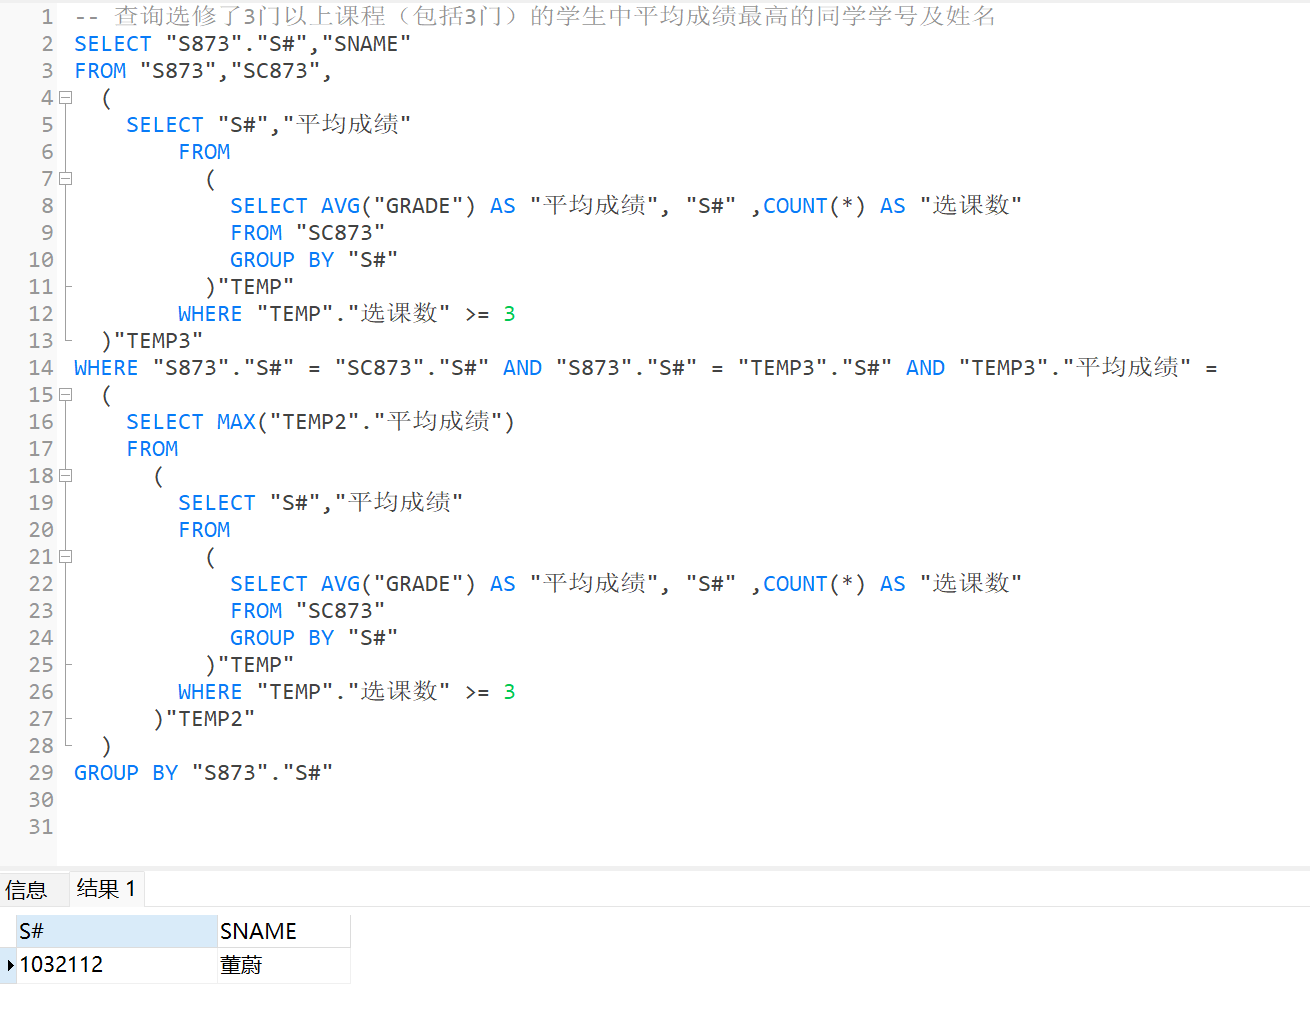 1 -- 查询选修了3门以上课程（包括3门）的学生中平均成绩最高的同学学号及姓名
2 SELECT "S873"."S#","SNAME"
3 FROM "S873","SC873",
4 (
5 SELECT "S#","平均成绩"
6 FROM
7 (
8 SELECT AVG("GRADE") AS "平均成绩", "S#" ,COUNT(*) AS "选课数"
9 FROM "SC873"
10 GROUP BY "S#"
11 )"TEMP"
12 WHERE "TEMP"."选课数" >= 3
13 )"TEMP3"
14 WHERE "S873"."S#" = "SC873"."S#" AND "S873"."S#" = "TEMP3"."S#" AND "TEMP3"."平均成绩" =
15 (
16 SELECT MAX("TEMP2"."平均成绩")
17 FROM
18 (
19 SELECT "S#","平均成绩"
20 FROM
21 (
22 SELECT AVG("GRADE") AS "平均成绩", "S#" ,COUNT(*) AS "选课数"
23 FROM "SC873"
24 GROUP BY "S#"
25 )"TEMP"
26 WHERE "TEMP"."选课数" >= 3
27 )"TEMP2"
28 )
29 GROUP BY "S873"."S#"
30
31
信息 结果 1
S# SNAME
1032112 董蔚